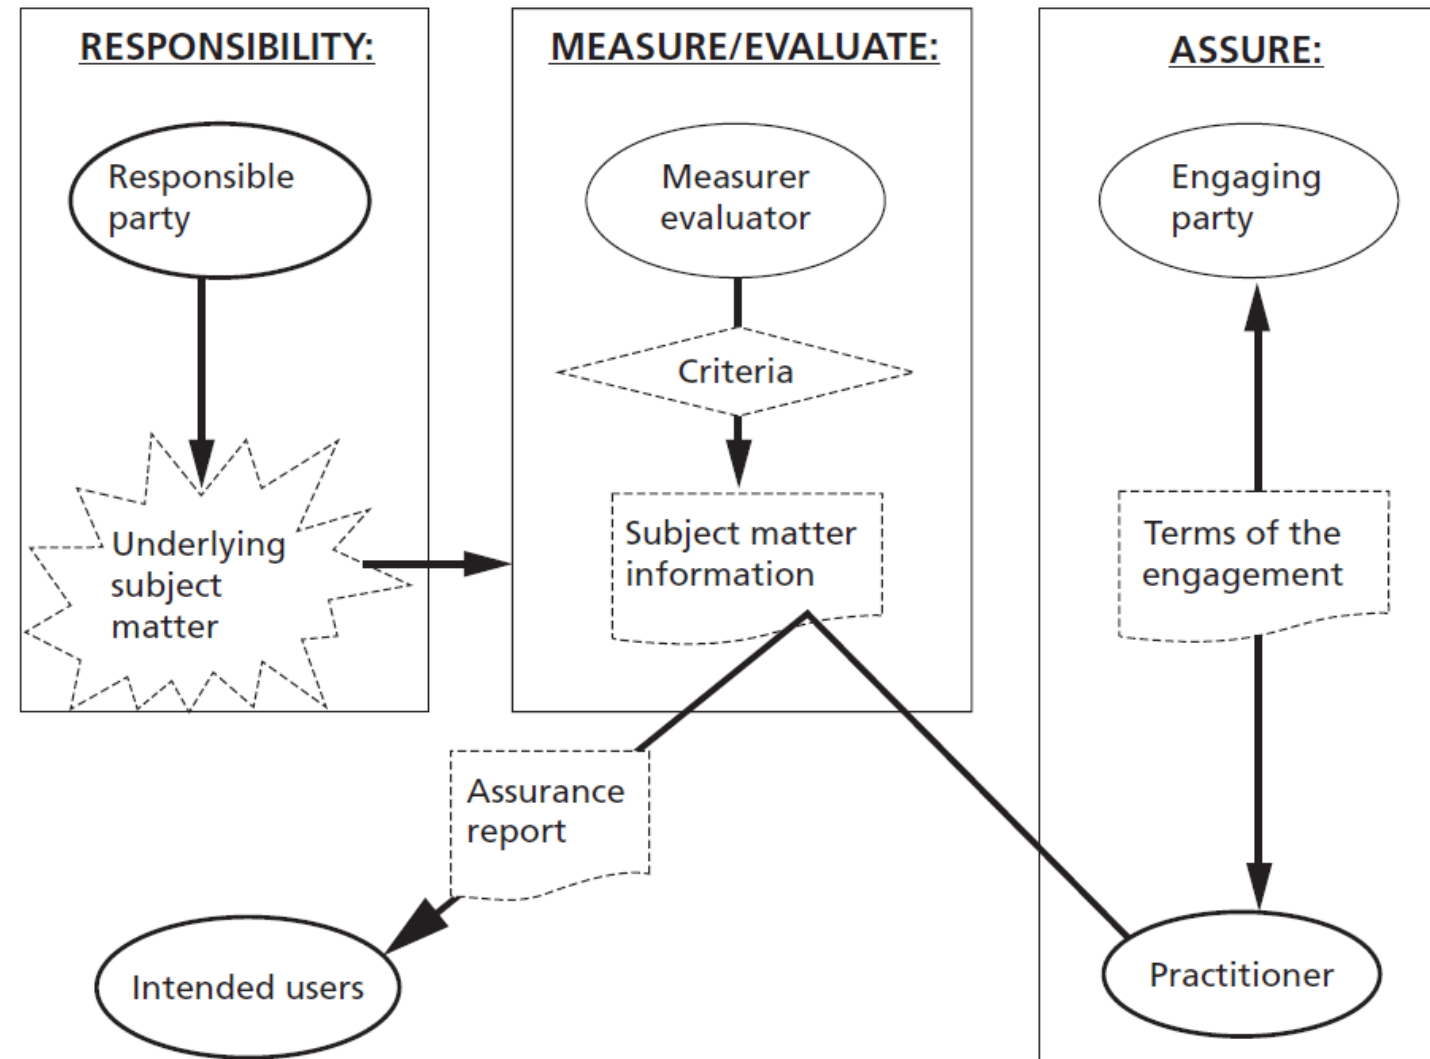 RESPONSIBILITY:
MEASURE/EVALUATE:
ASSURE:
Responsible
party
Measurer
evaluator
Engaging
party
Criteria
Underlying
subject
matter
Subject matter
information
Terms of the
engagement
Assurance
report
Intended users
Practitioner